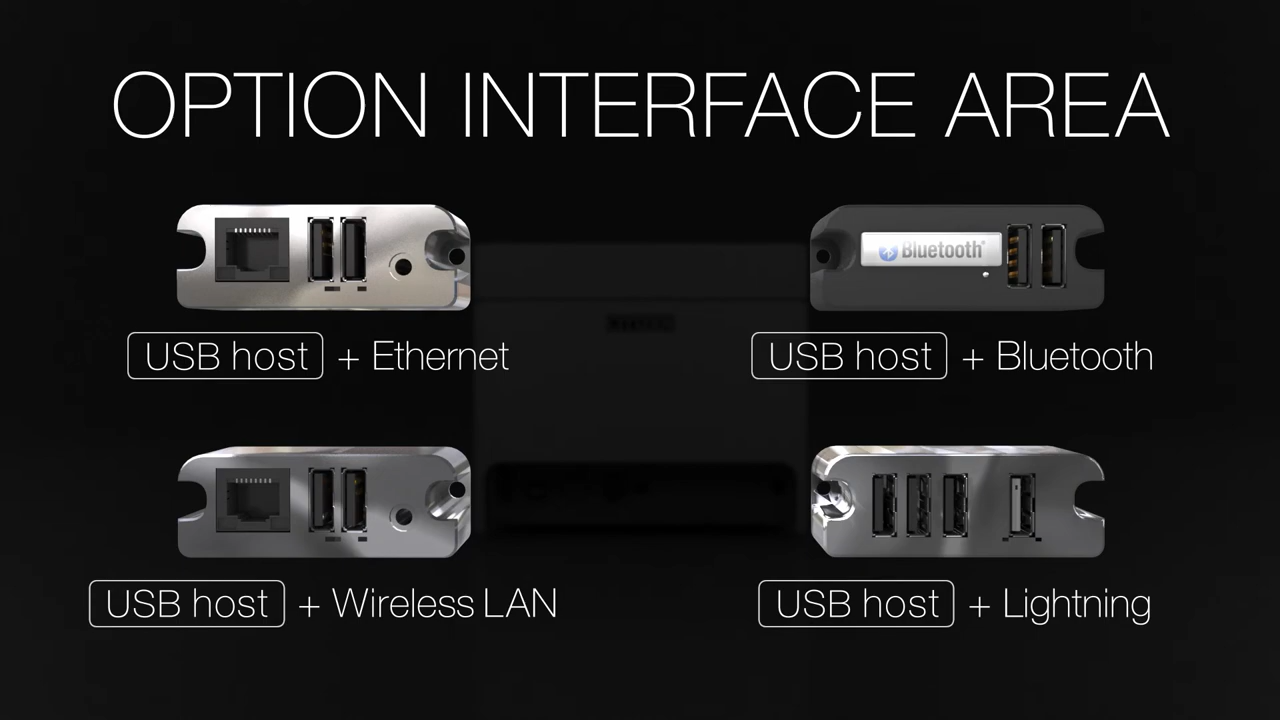 OPTION INTERFACE AREA
Bluetooth®
USB host + Ethernet
USB host + Bluetooth
USB host + Wireless LAN
USB host + Lightning